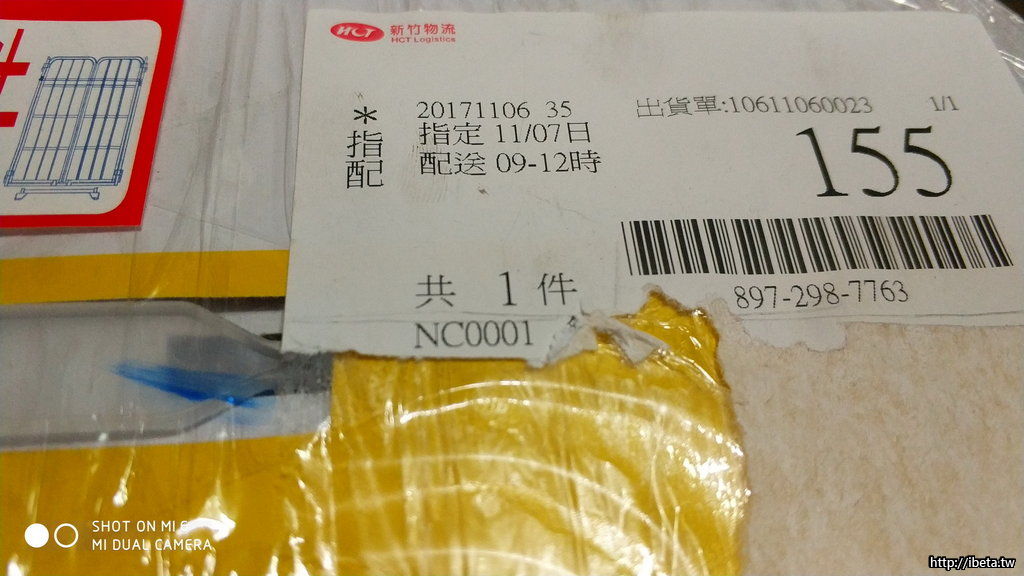 HCT 新竹物流
HCT Logistics
* 20171106 35
出貨單:10611060023 1/1
指配
指定 11/07日
配送 09-12時
155
897-298-7763
共 1 件
NC0001
SHOT ON MI 6
MI DUAL CAMERA
http://ibeta.tw